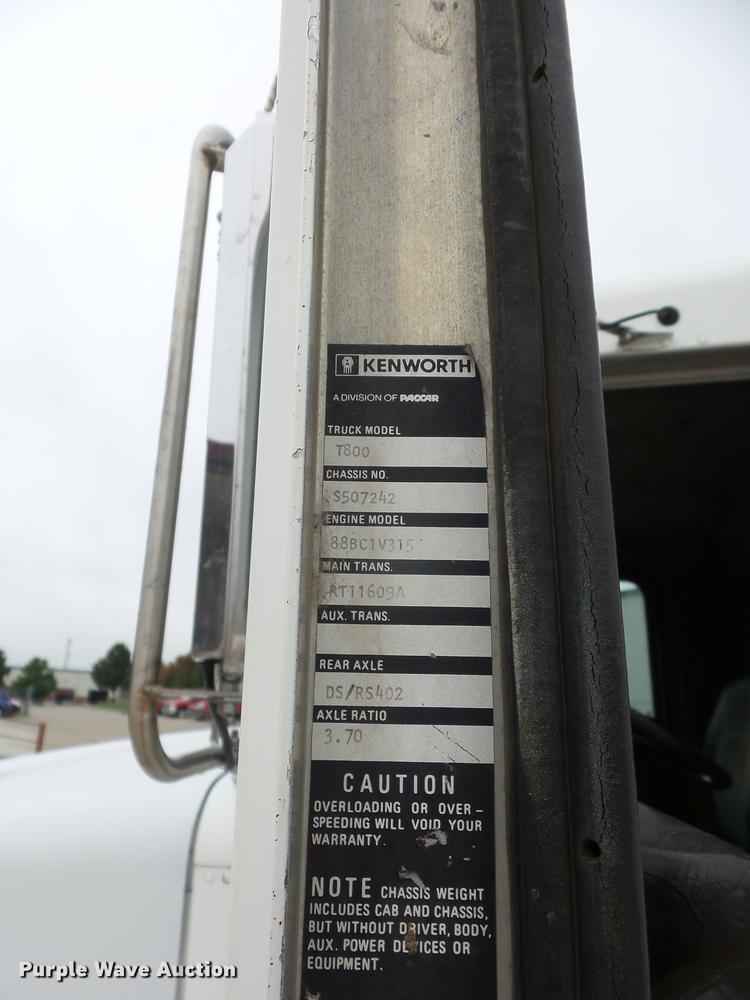 KENWORTH
A DIVISION OF PACCAR
TRUCK MODEL
T800
CHASSIS NO.
S507242
ENGINE MODEL
88BC1V315
MAIN TRANS.
RT11609A
AUX. TRANS.
REAR AXLE
DS/RS402
AXLE RATIO
3.70
CAUTION
OVERLOADING OR OVER-
SPEEDING WILL VOID YOUR
WARRANTY.
NOTE CHASSIS WEIGHT
INCLUDES CAB AND CHASSIS,
BUT WITHOUT DRIVER, BODY,
AUX. POWER DEVICES OR
EQUIPMENT.
Purple Wave Auction